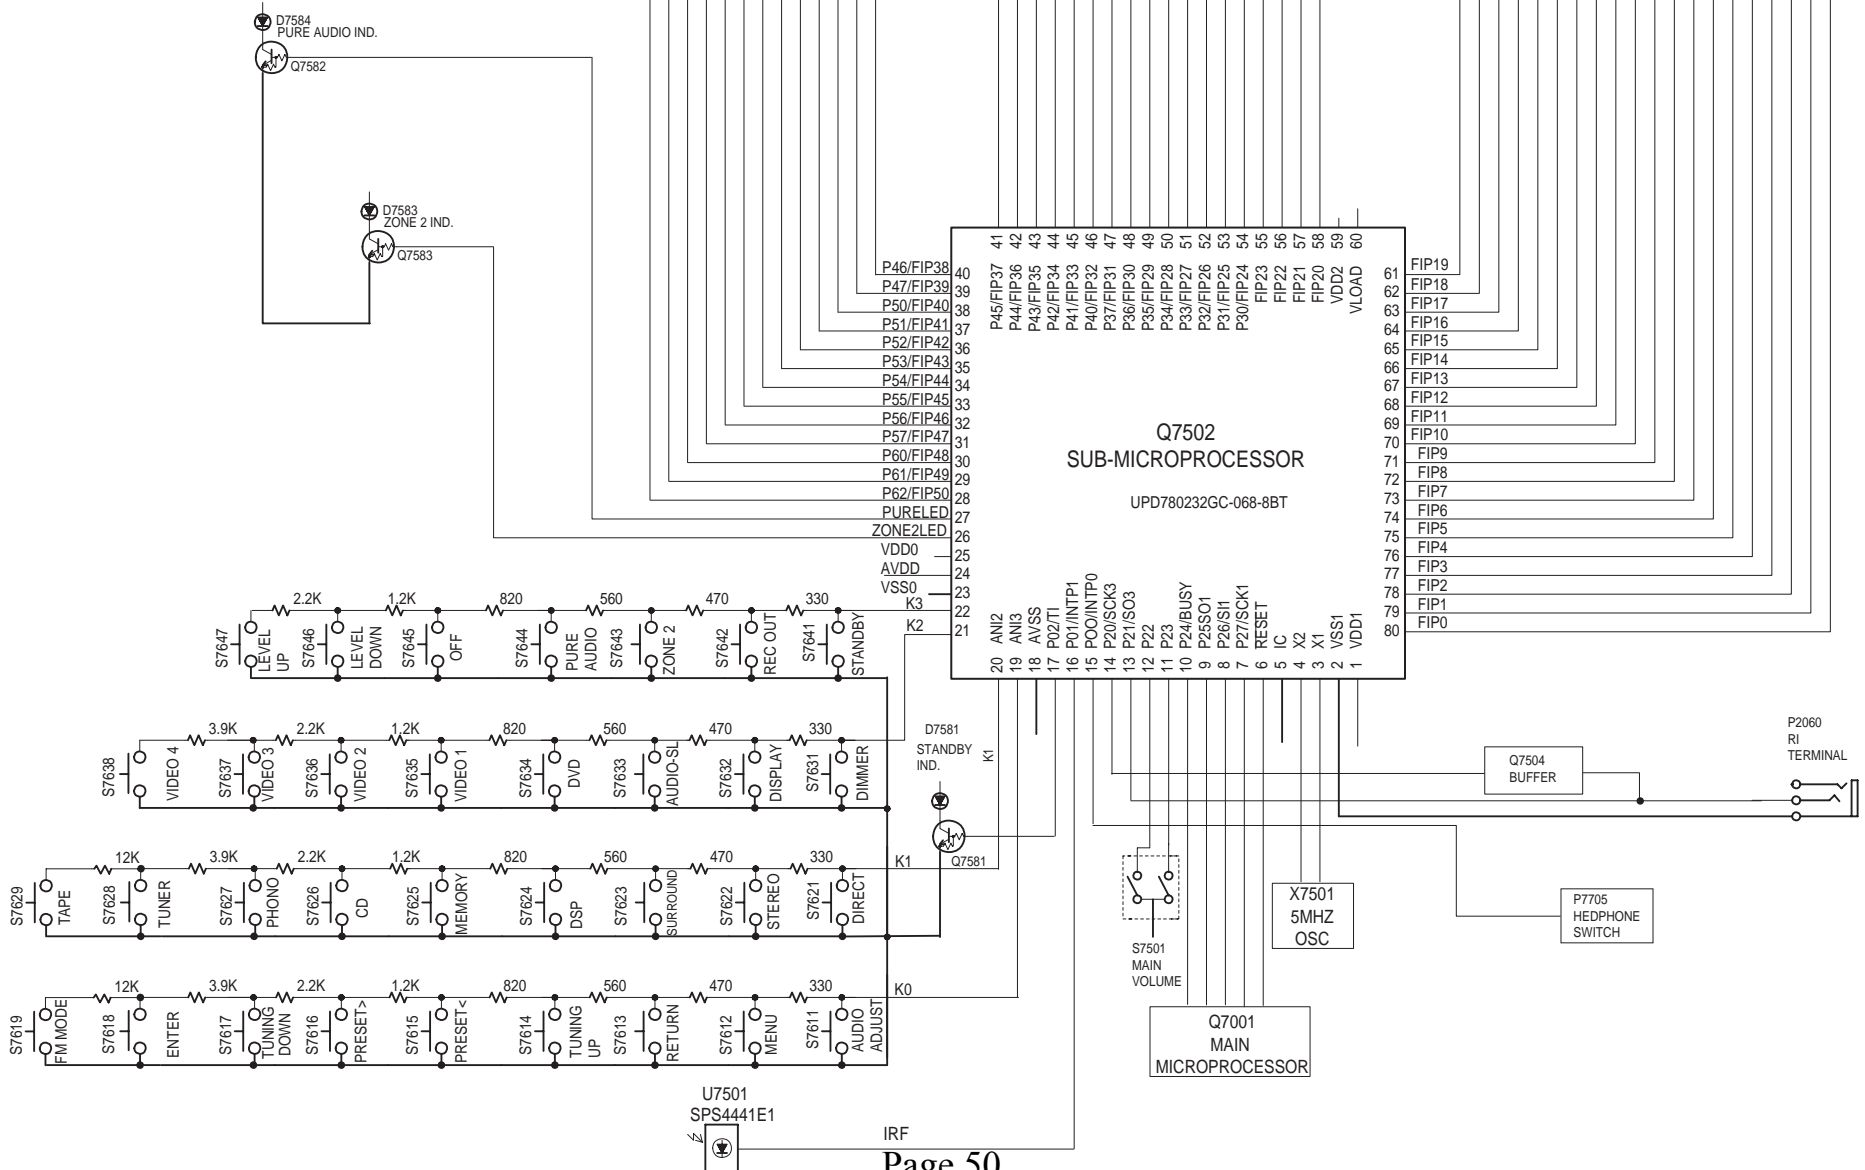 D7584
PURE AUDIO IND.
Q7582
D7583
ZONE 2 IND.
Q7583
41 42 43 44 45 46 47 48 49 50 51 52 53 54 55 56 57 58 59 60
P45/FIP37
P44/FIP36
P43/FIP35
P42/FIP34
P41/FIP33
P40/FIP32
P37/FIP31
P36/FIP30
P35/FIP29
P34/FIP28
P33/FIP27
P32/FIP26
P31/FIP25
P30/FIP24
FIP23
FIP22
FIP21
FIP20
VDD2
VLOAD
P46/FIP38 40
P47/FIP39 39
P50/FIP40 38
P51/FIP41 37
P52/FIP42 36
P53/FIP43 35
P54/FIP44 34
P55/FIP45 33
P56/FIP46 32
P57/FIP47 31
P60/FIP48 30
P61/FIP49 29
P62/FIP50 28
PURELED 27
ZONE2LED 26
VDD0 25
AVDD 24
VSS0 23
K3 22
K2 21
Q7502
SUB-MICROPROCESSOR
UPD780232GC-068-8BT
61 FIP19
62 FIP18
63 FIP17
64 FIP16
65 FIP15
66 FIP14
67 FIP13
68 FIP12
69 FIP11
70 FIP10
71 FIP9
72 FIP8
73 FIP7
74 FIP6
75 FIP5
76 FIP4
77 FIP3
78 FIP2
79 FIP1
80 FIP0
20 ANI2
19 ANI3
18 AVSS
17 P02/TI
16 P01/INTP1
15 POO/INTP0
14 P20/SCK3
13 P21/SO3
12 P22
11 P23
10 P24/BUSY
9 P25SO1
8 P26/SI1
7 P27/SCK1
6 RESET
5 IC
4 X2
3 X1
2 VSS1
1 VDD1
2.2K 1.2K 820 560 470 330
S7647 LEVEL UP
S7646 LEVEL DOWN
S7645 OFF
S7644 PURE AUDIO
S7643 ZONE 2
S7642 REC OUT
S7641 STANDBY
3.9K 2.2K 1.2K 820 560 470 330
S7638 VIDEO 4
S7637 VIDEO 3
S7636 VIDEO 2
S7635 VIDEO 1
S7634 DVD
S7633 AUDIO-SL
S7632 DISPLAY
S7631 DIMMER
D7581
STANDBY
IND.
K1
Q7581
12K 3.9K 2.2K 1.2K 820 560 470 330 K1
S7629 TAPE
S7628 TUNER
S7627 PHONO
S7626 CD
S7625 MEMORY
S7624 DSP
S7623 SURROUND
S7622 STEREO
S7621 DIRECT
12K 3.9K 2.2K 1.2K 820 560 470 330 K0
S7619 FM MODE
S7618 ENTER
S7617 TUNING DOWN
S7616 PRESET>
S7615 PRESET<
S7614 TUNING UP
S7613 RETURN
S7612 MENU
S7611 AUDIO ADJUST
Q7504
BUFFER
P2060
RI
TERMINAL
S7501
MAIN
VOLUME
X7501
5MHZ
OSC
P7705
HEDPHONE
SWITCH
Q7001
MAIN
MICROPROCESSOR
U7501
SPS4441E1
IRF
Page 50